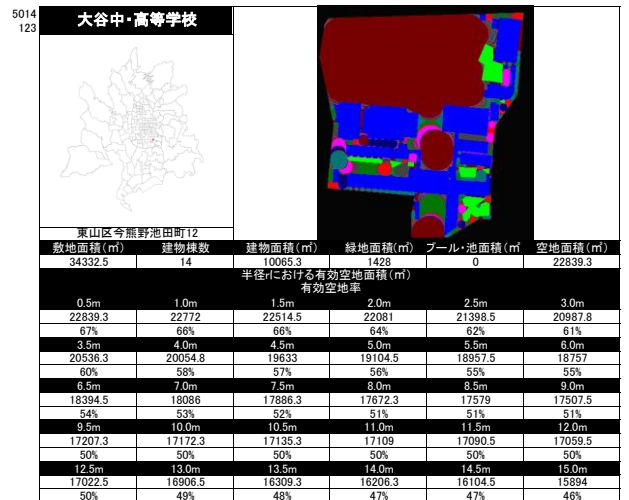 5014
123
大谷中・高等学校
東山区今熊野池田町12
敷地面積(㎡) 建物棟数 建物面積(㎡) 緑地面積(㎡) プール・池面積(㎡ 空地面積(㎡)
34332.5 14 10065.3 1428 0 22839.3
半径rにおける有効空地面積(㎡)
有効空地率
0.5m 1.0m 1.5m 2.0m 2.5m 3.0m
22839.3 22772 22514.5 22081 21398.5 20987.8
67% 66% 66% 64% 62% 61%
3.5m 4.0m 4.5m 5.0m 5.5m 6.0m
20536.3 20054.8 19633 19104.5 18957.5 18757
60% 58% 57% 56% 55% 55%
6.5m 7.0m 7.5m 8.0m 8.5m 9.0m
18394.5 18086 17886.3 17672.3 17579 17507.5
54% 53% 52% 51% 51% 51%
9.5m 10.0m 10.5m 11.0m 11.5m 12.0m
17207.3 17172.3 17135.3 17109 17090.5 17059.5
50% 50% 50% 50% 50% 50%
12.5m 13.0m 13.5m 14.0m 14.5m 15.0m
17022.5 16906.5 16309.3 16206.3 16104.5 15894
50% 49% 48% 47% 47% 46%